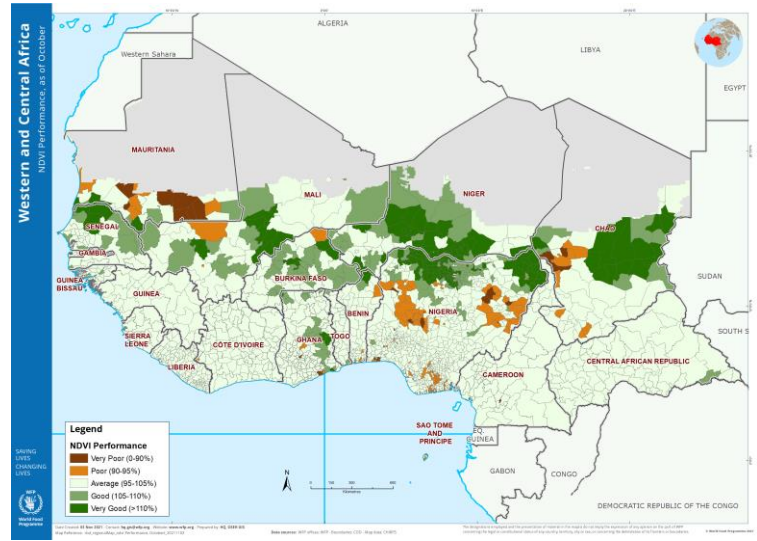 Western and Central Africa
NDVI Performance, as of October
SAVING
LIVES
CHANGING
LIVES
WFP
World Food
Programme
ALGERIA
LIBYA
EGYPT
Western Sahara
MAURITANIA
MALI
NIGER
CHAD
SUDAN
SENEGAL
GAMBIA
GUINEA
BISSAU
GUINEA
SIERRA
LEONE
LIBERIA
COTE D'IVOIRE
BURKINA FASO
GHANA
TOGO
BENIN
NIGERIA
CAMEROON
CENTRAL AFRICAN REPUBLIC
SOUTH S
SAO TOME
AND
PRINCIPE
EQ.
GUINEA
GABON
CONGO
DEMOCRATIC REPUBLIC OF THE CONGO
Legend
NDVI Performance
Very Poor (0-90%)
Poor (90-95%)
Average (95-105%)
Good (105-110%)
Very Good (>110%)
N